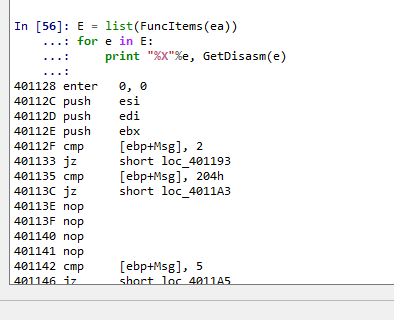 In [56]: E = list(FuncItems(ea))
   ...: for e in E:
   ...:     print "%X"%e, GetDisasm(e)
   ...:
401128 enter   0, 0
40112C push    esi
40112D push    edi
40112E push    ebx
40112F cmp     [ebp+Msg], 2
401133 jz      short loc_401193
401135 cmp     [ebp+Msg], 204h
40113C jz      short loc_4011A3
40113E nop
40113F nop
401140 nop
401141 nop
401142 cmp     [ebp+Msg], 5
401146 jz      short loc_4011A5